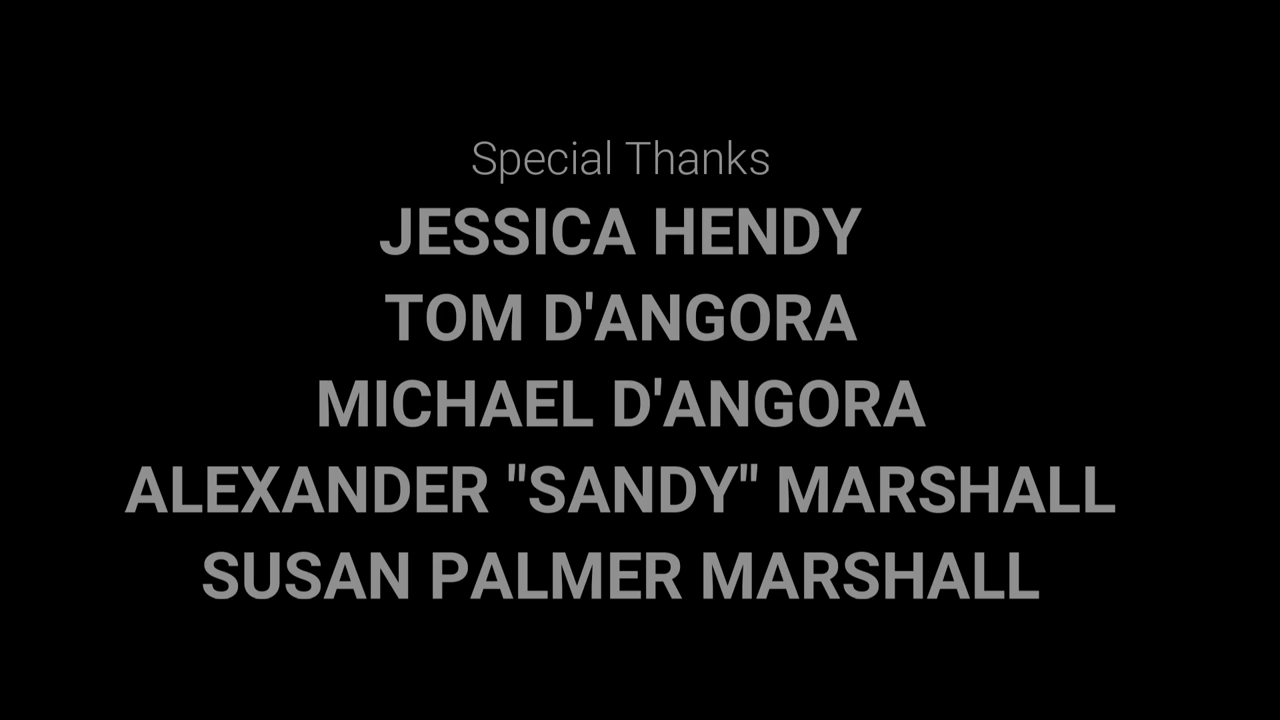 Special Thanks
JESSICA HENDY
TOM D'ANGORA
MICHAEL D'ANGORA
ALEXANDER "SANDY" MARSHALL
SUSAN PALMER MARSHALL